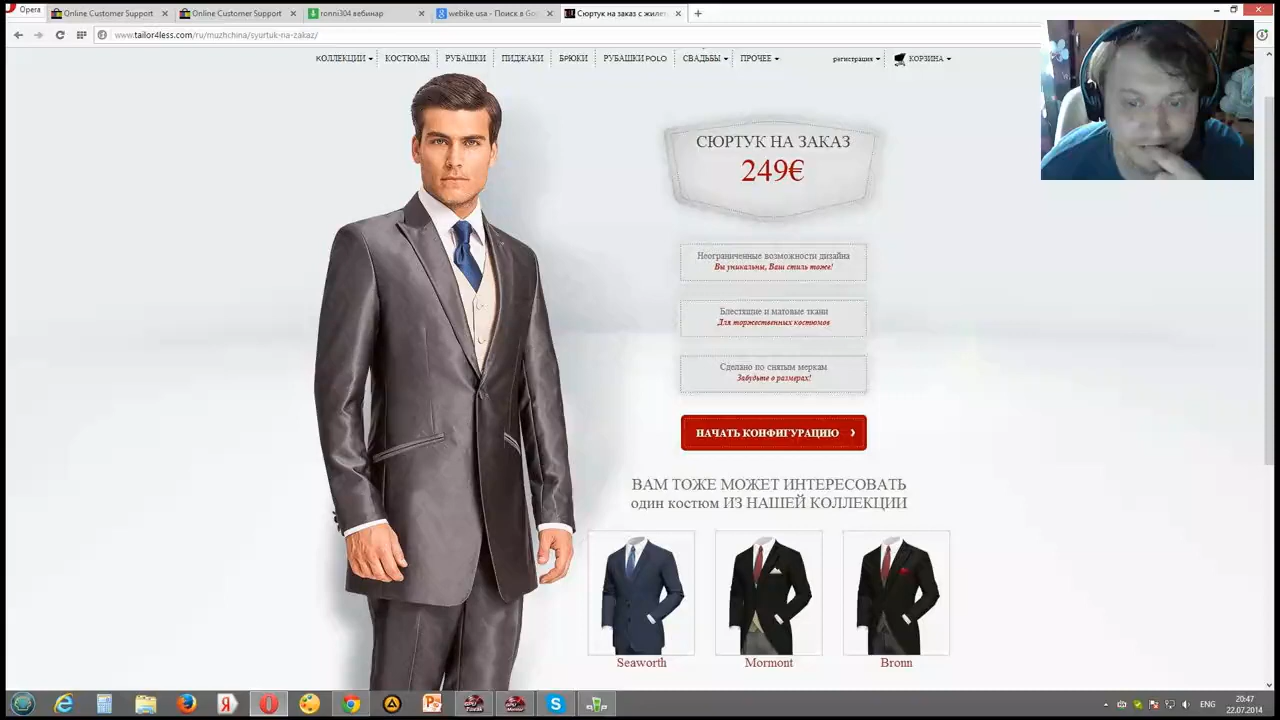 Opera
Online Customer Support
Online Customer Support
ronni304 вебинар
webike usa - Поиск в Go
Сюртук на заказ с жиле
www.tailor4less.com/ru/muzhchina/syurtuk-na-zakaz/
КОЛЛЕКЦИИ КОСТЮМЫ РУБАШКИ ПИДЖАКИ БРЮКИ РУБАШКИ POLO СВАДЬБЫ ПРОЧЕЕ регистрация КОРЗИНА
СЮРТУК НА ЗАКАЗ
249€
Неограниченные возможности дизайна
Вы уникальны, Ваш стиль тоже!
Блестящие и матовые ткани
Для торжественных костюмов
Сделано по снятым меркам
Забудьте о размерах!
НАЧАТЬ КОНФИГУРАЦИЮ
ВАМ ТОЖЕ МОЖЕТ ИНТЕРЕСОВАТЬ
один костюм ИЗ НАШЕЙ КОЛЛЕКЦИИ
Seaworth
Mormont
Bronn
ENG
20:47
22.07.2014